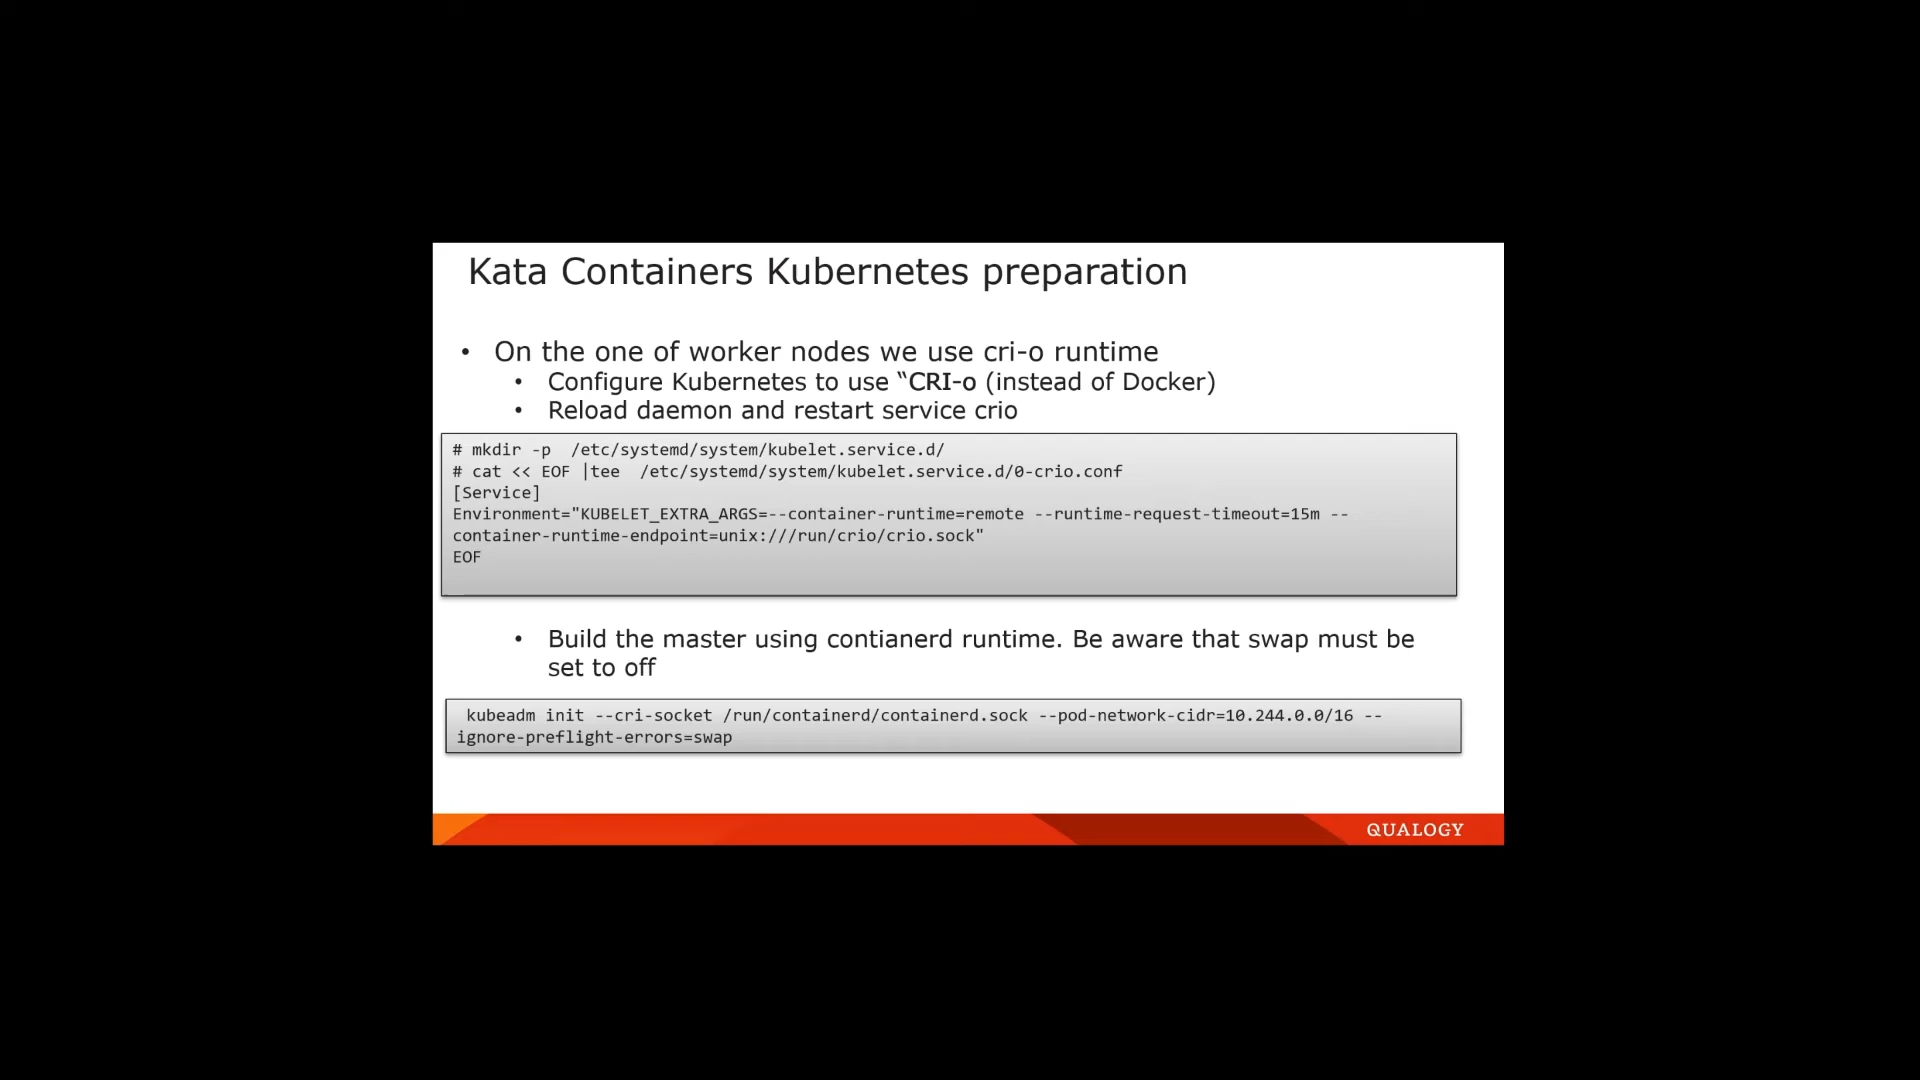 Kata Containers Kubernetes preparation
• On the one of worker nodes we use cri-o runtime
• Configure Kubernetes to use “CRI-o (instead of Docker)
• Reload daemon and restart service crio
# mkdir -p  /etc/systemd/system/kubelet.service.d/
# cat << EOF |tee  /etc/systemd/system/kubelet.service.d/0-crio.conf
[Service]
Environment="KUBELET_EXTRA_ARGS=--container-runtime=remote --runtime-request-timeout=15m --
container-runtime-endpoint=unix:///run/crio/crio.sock"
EOF
• Build the master using contianerd runtime. Be aware that swap must be
set to off
kubeadm init --cri-socket /run/containerd/containerd.sock --pod-network-cidr=10.244.0.0/16 --
ignore-preflight-errors=swap
QUALOGY